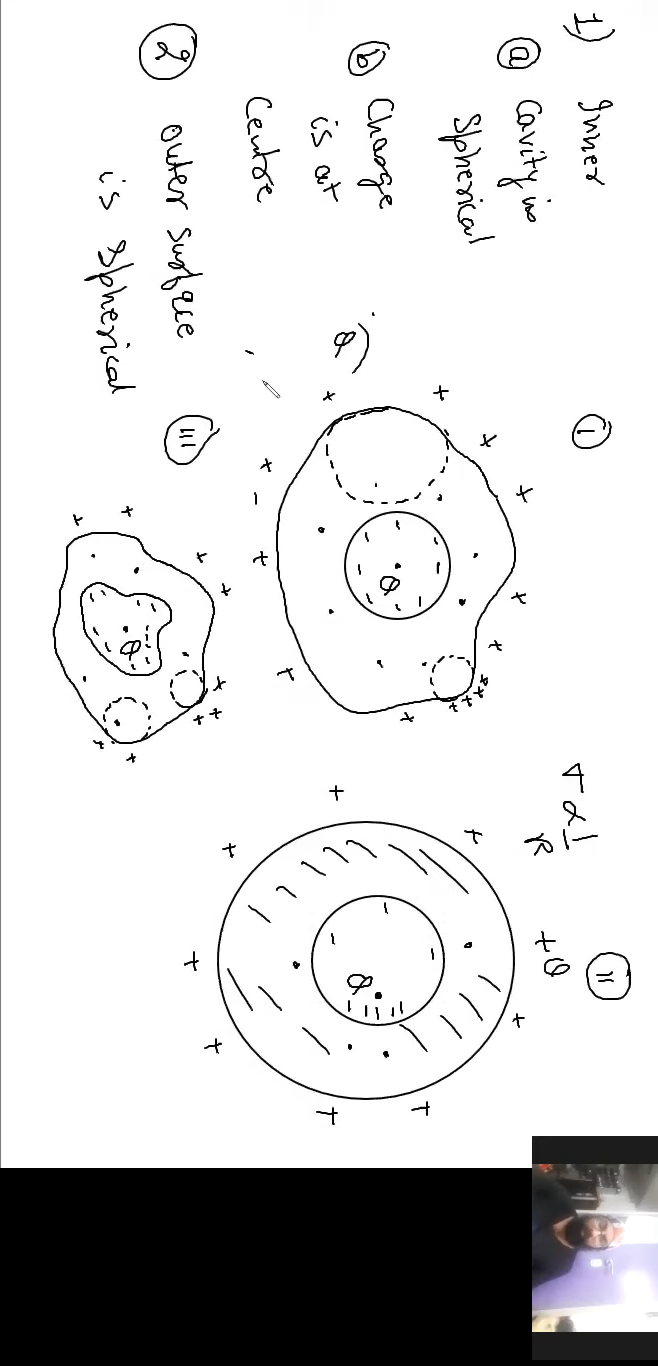 1) Inner
ⓐ Cavity is
Spherical
ⓑ Charge
is at
Centre
② Outer Surface
is Spherical
ⓘ
Q
Q
σ α 1/R
ⓘⓘ
+Q
Q
ⓘⓘⓘ
Q